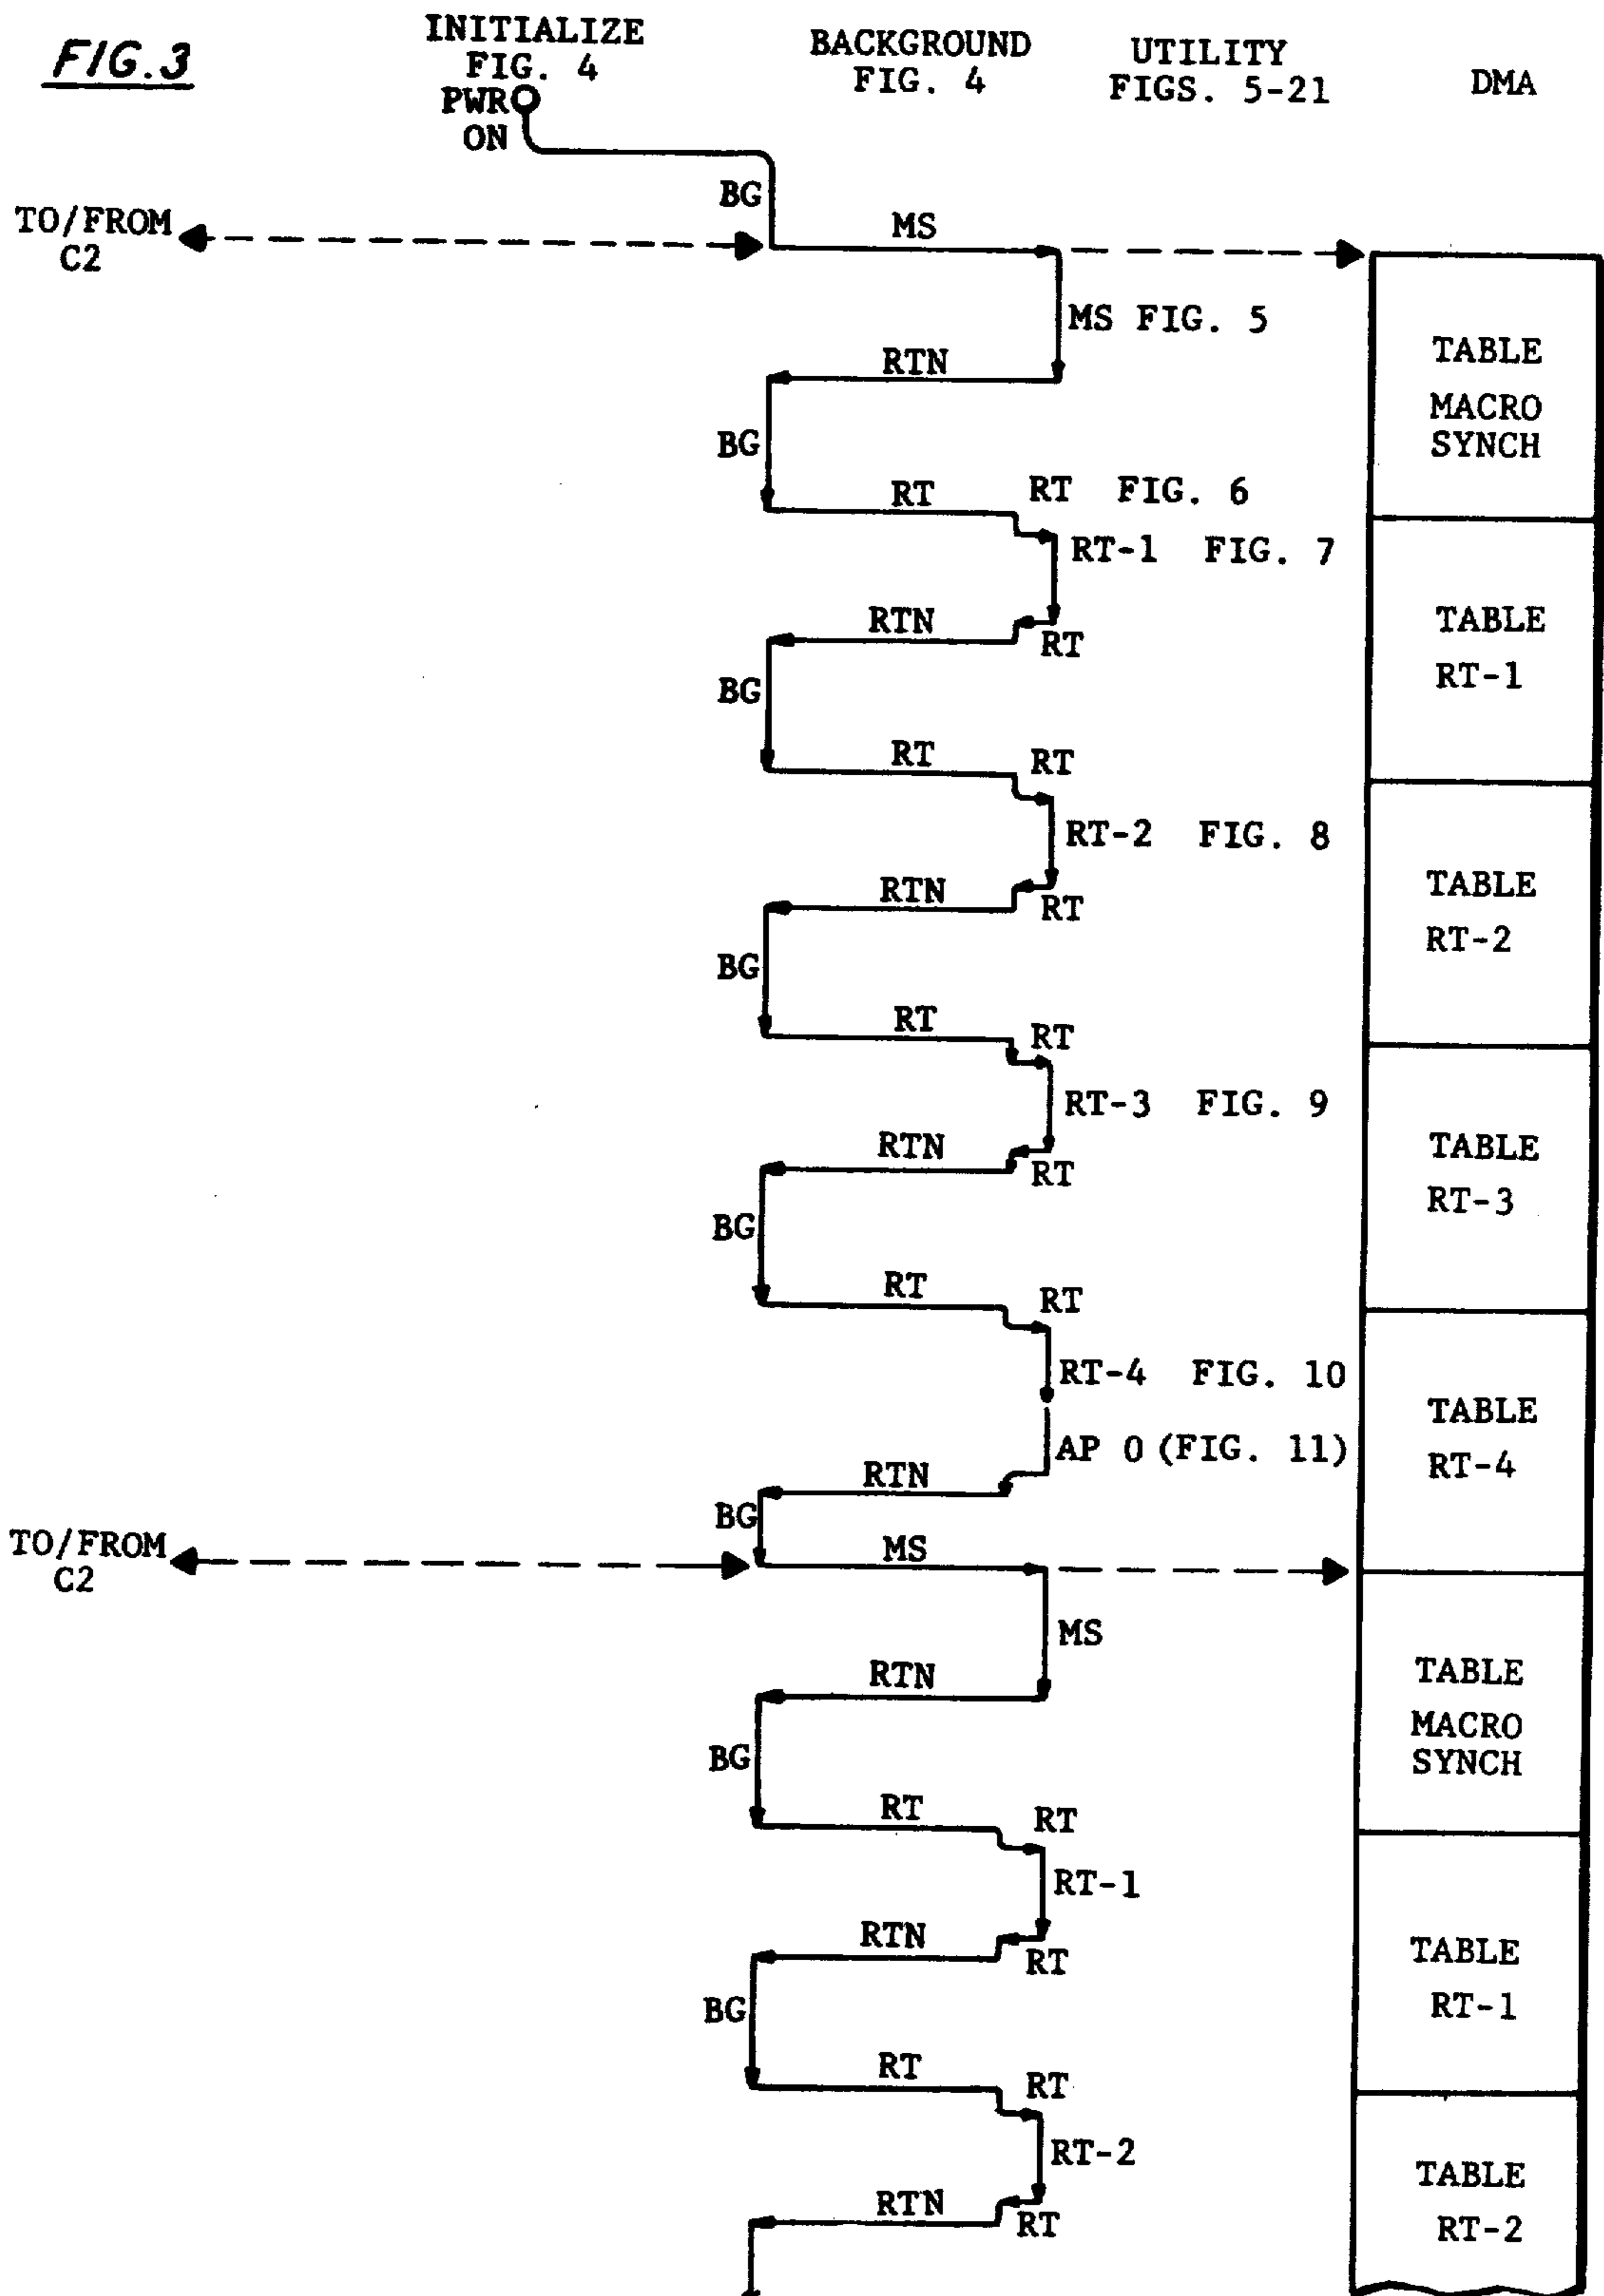 FIG.3
INITIALIZE
FIG. 4
BACKGROUND
FIG. 4
UTILITY
FIGS. 5-21
DMA
PWR
ON
BG
TO/FROM
C2
MS
MS FIG. 5
TABLE
MACRO
SYNCH
RTN
BG
RT
RT FIG. 6
RT-1 FIG. 7
RTN
RT
TABLE
RT-1
BG
RT
RT
RT-2 FIG. 8
RTN
RT
TABLE
RT-2
BG
RT
RT
RT-3 FIG. 9
RTN
RT
TABLE
RT-3
BG
RT
RT
RT-4 FIG. 10
AP 0 (FIG. 11)
TABLE
RT-4
RTN
BG
TO/FROM
C2
MS
MS
RTN
TABLE
MACRO
SYNCH
BG
RT
RT
RT-1
RTN
RT
TABLE
RT-1
BG
RT
RT
RT-2
RTN
RT
TABLE
RT-2